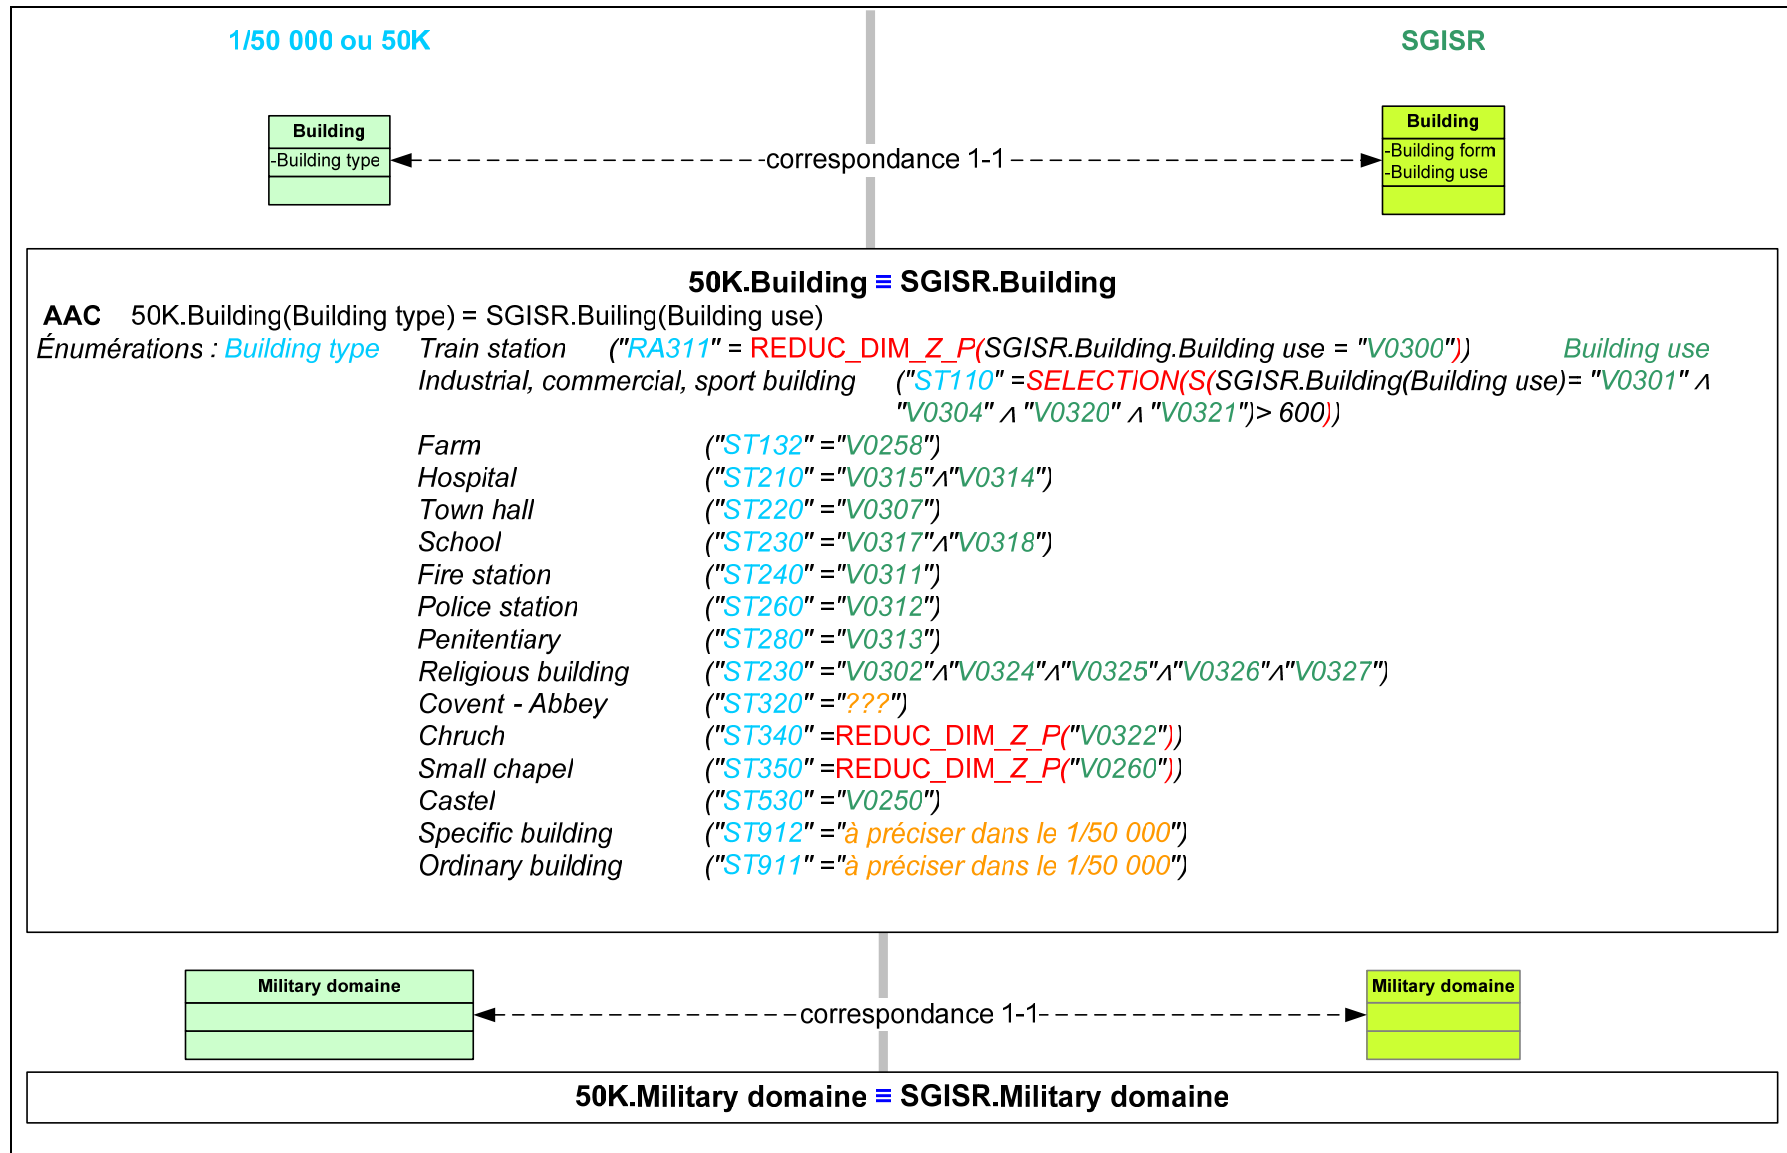 1/50 000 ou 50K
SGISR
Building
-Building type
correspondance 1-1
Building
-Building form
-Building use
50K.Building ≡ SGISR.Building
AAC 50K.Building(Building type) = SGISR.Builing(Building use)
Énumérations : Building type Train station ("RA311" = REDUC_DIM_Z_P(SGISR.Building.Building use = "V0300")) Building use
Industrial, commercial, sport building ("ST110" =SELECTION(S(SGISR.Building(Building use)= "V0301" ∧
"V0304" ∧ "V0320" ∧ "V0321")> 600))
Farm ("ST132" ="V0258")
Hospital ("ST210" ="V0315"∧"V0314")
Town hall ("ST220" ="V0307")
School ("ST230" ="V0317"∧"V0318")
Fire station ("ST240" ="V0311")
Police station ("ST260" ="V0312")
Penitentiary ("ST280" ="V0313")
Religious building ("ST230" ="V0302"∧"V0324"∧"V0325"∧"V0326"∧"V0327")
Covent - Abbey ("ST320" ="???")
Chruch ("ST340" =REDUC_DIM_Z_P("V0322"))
Small chapel ("ST350" =REDUC_DIM_Z_P("V0260"))
Castel ("ST530" ="V0250")
Specific building ("ST912" ="à préciser dans le 1/50 000")
Ordinary building ("ST911" ="à préciser dans le 1/50 000")
Military domaine
correspondance 1-1
Military domaine
50K.Military domaine ≡ SGISR.Military domaine